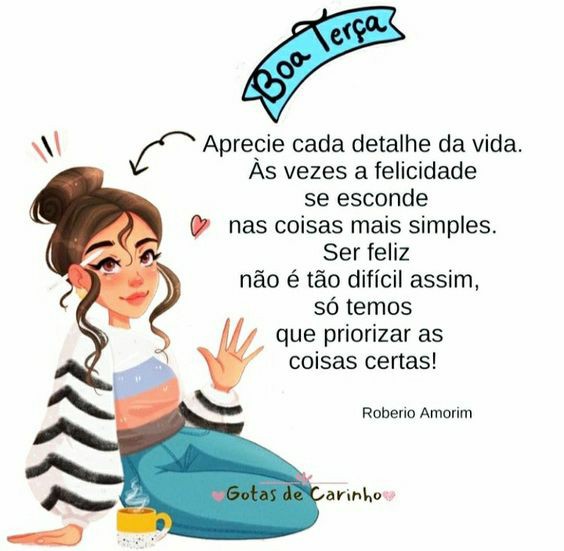 Boa Terça
Aprecie cada detalhe da vida.
Às vezes a felicidade
se esconde
nas coisas mais simples.
Ser feliz
não é tão difícil assim,
só temos
que priorizar as
coisas certas!
Roberio Amorim
Gotas de Carinho